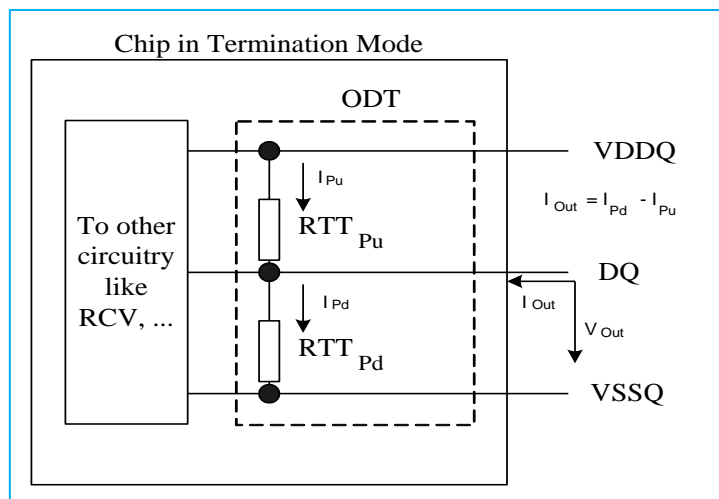 Chip in Termination Mode
ODT
To other
circuitry
like
RCV, ...
I Pu
RTT Pu
I Pd
RTT Pd
VDDQ
I Out = I Pd - I Pu
DQ
I Out
V Out
VSSQ